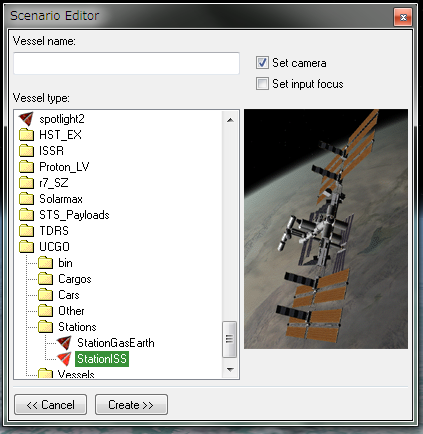 Scenario Editor
Vessel name:
Set camera
Set input focus
Vessel type:
spotlight2
HST_EX
ISSR
Proton_LV
r7_SZ
Solarmax
STS_Payloads
TDRS
UCGO
bin
Cargos
Cars
Other
Stations
StationGasEarth
StationISS
Vessels
<< Cancel
Create >>